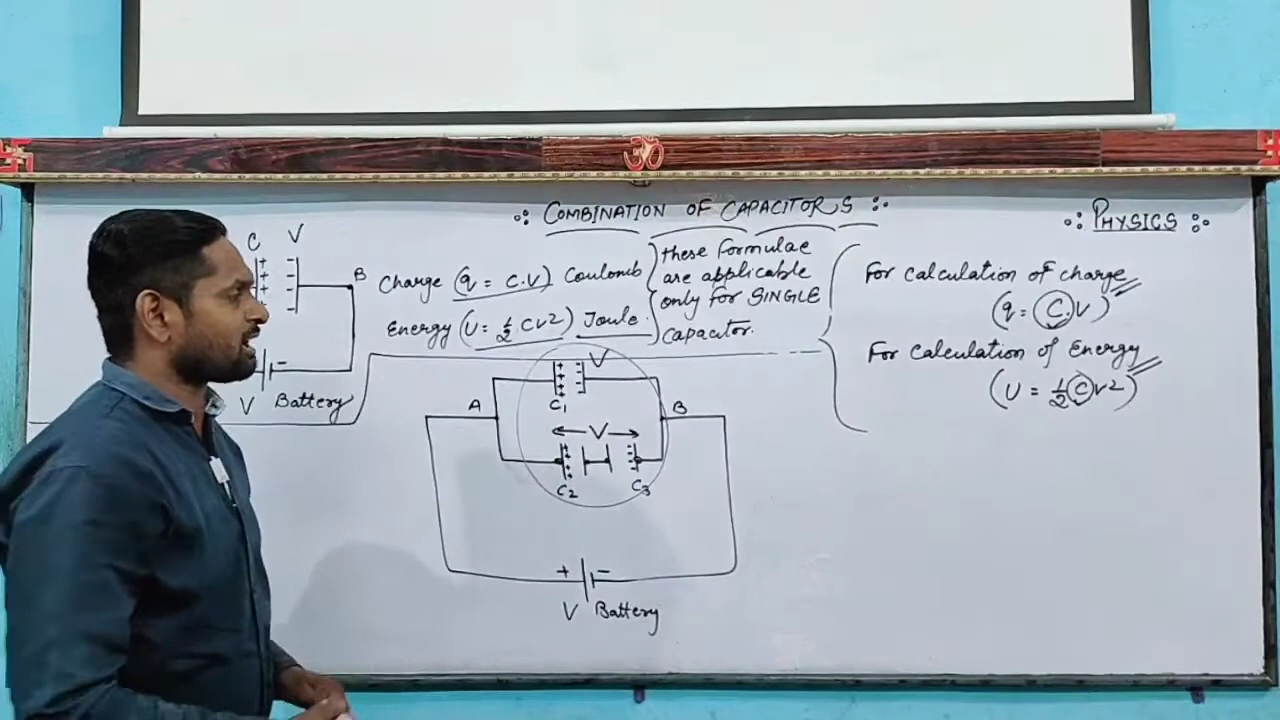 ∴ COMBINATION OF CAPACITORS ∴
∴ PHYSICS ∴
C V
B
V Battery
Charge (q = C.V) Coulomb
Energy (U = 1/2 CV²) Joule
these formulae
are applicable
only for SINGLE
capacitor.
For calculation of charge
(q = C.V)
For calculation of Energy
(U = 1/2 CV²)
V
C1
A B
V
C2 C3
V Battery
ॐ